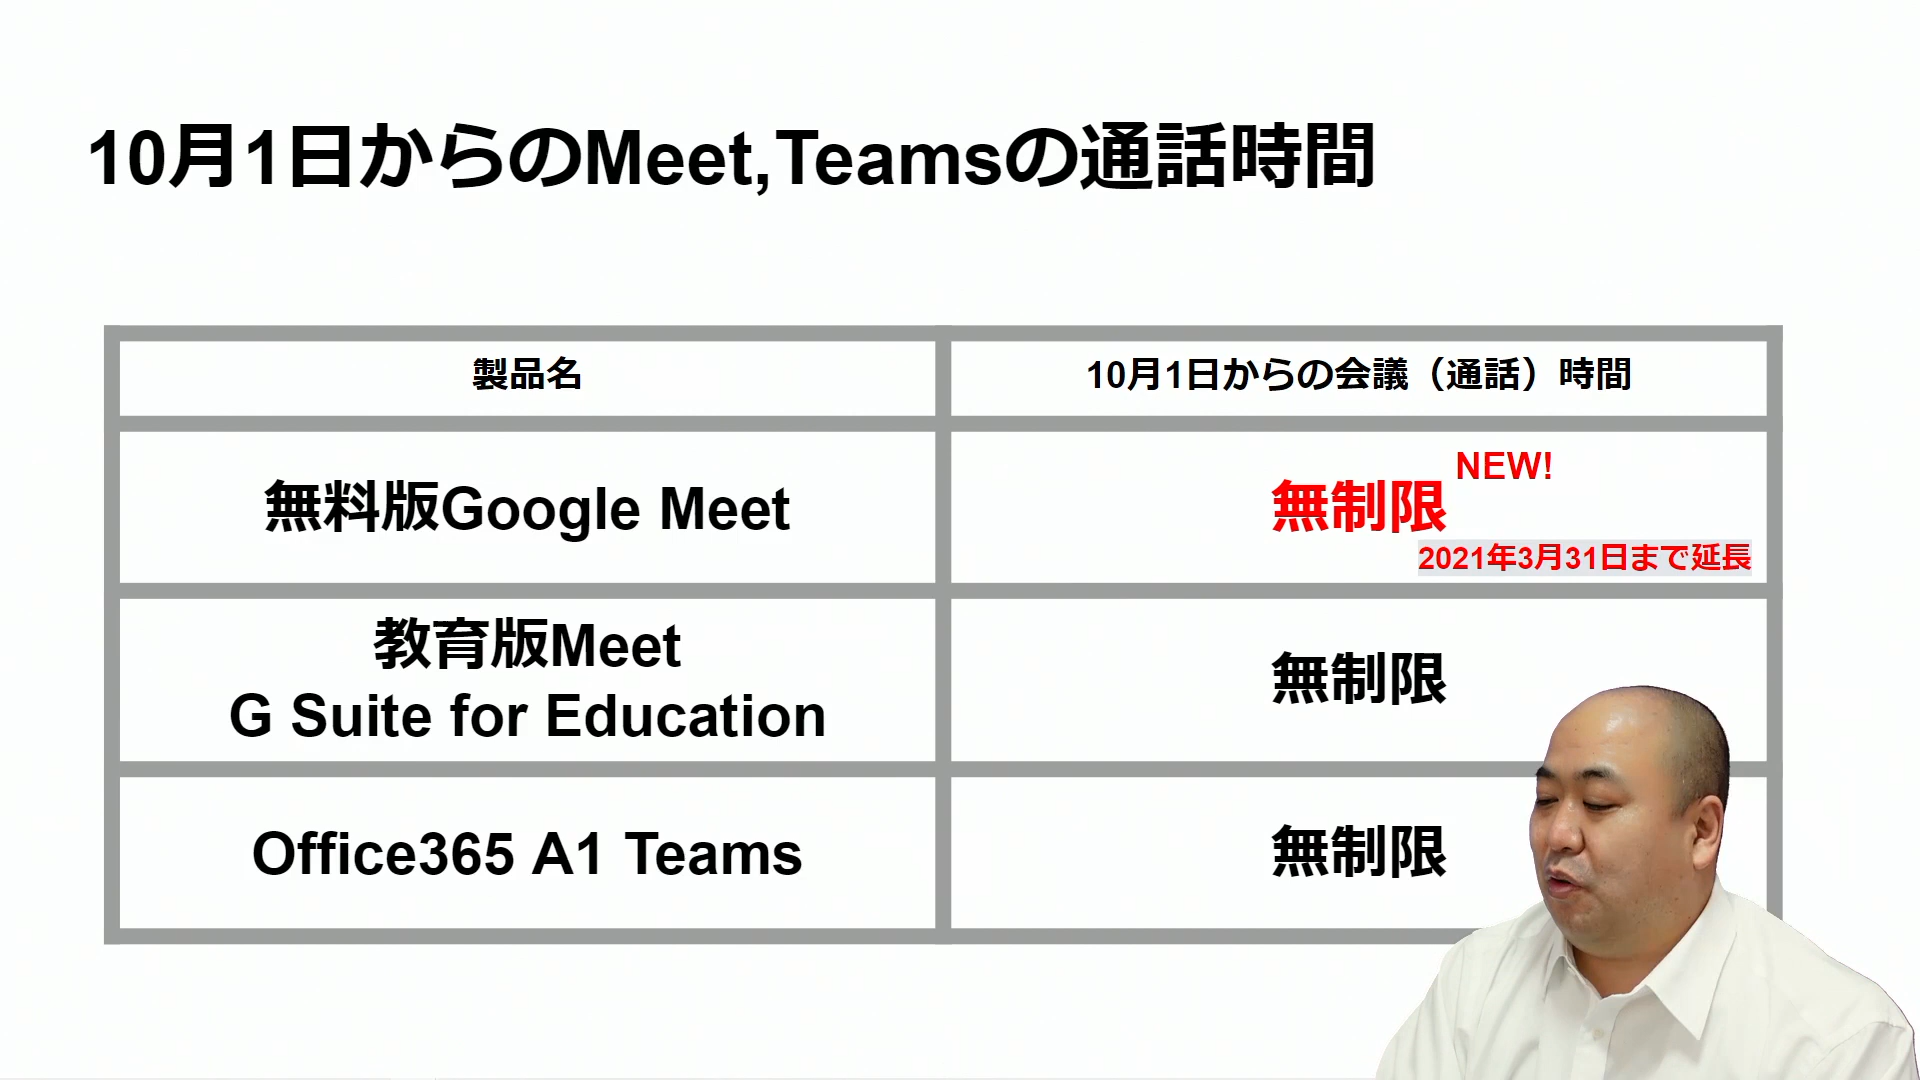 10月1日からのMeet,Teamsの通話時間
製品名
10月1日からの会議（通話）時間
無料版Google Meet
無制限
NEW!
2021年3月31日まで延長
教育版Meet
G Suite for Education
無制限
Office365 A1 Teams
無制限